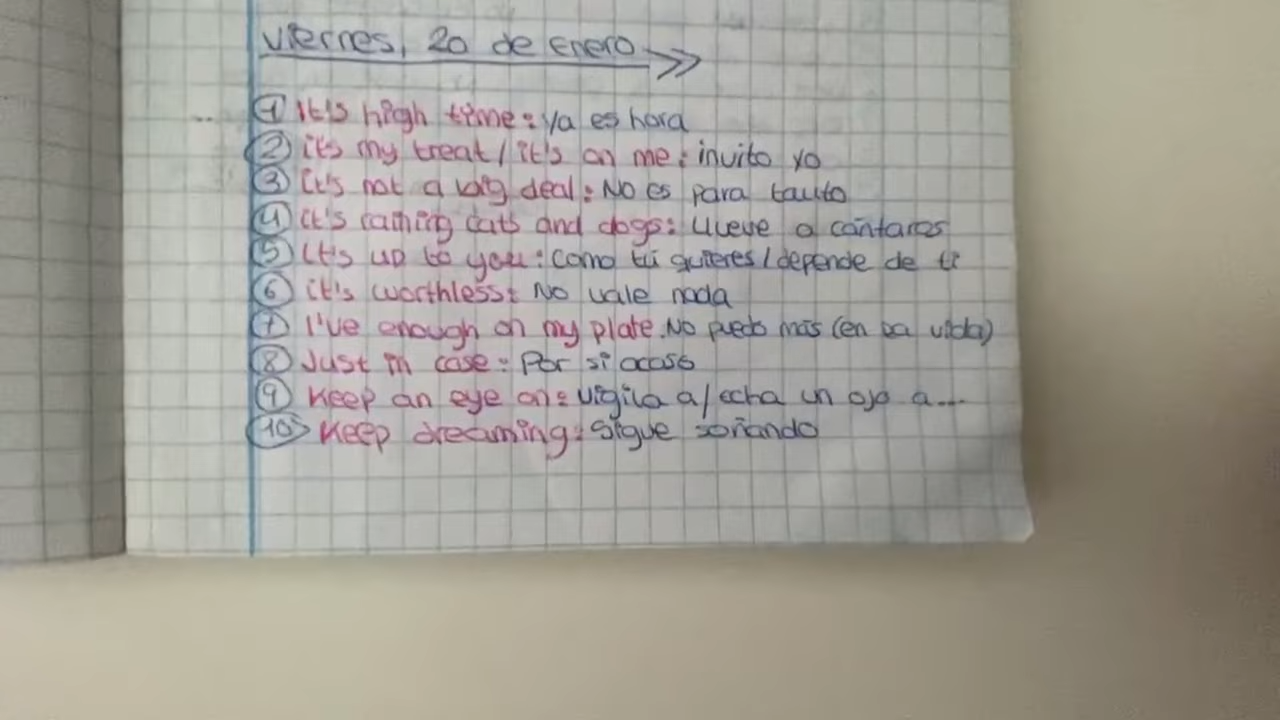 Viernes, 20 de Enero
1 It's high time: ya es hora
2 it's my treat / it's on me: invito yo
3 it's not a big deal: No es para tanto
4 it's raining cats and dogs: llueve a cántaros
5 It's up to you: como tú quieres / depende de ti
6 it's worthless: No vale nada
7 I've enough on my plate. No puedo más (en la vida)
8 Just in case: Por si acaso
9 Keep an eye on: vigila a / echa un ojo a...
10 Keep dreaming: Sigue soñando